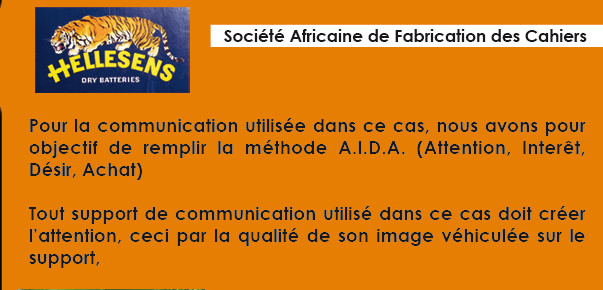 HELLESENS
DRY BATTERIES
Société Africaine de Fabrication des Cahiers
Pour la communication utilisée dans ce cas, nous avons pour
objectif de remplir la méthode A.I.D.A. (Attention, Interêt,
Désir, Achat)
Tout support de communication utilisé dans ce cas doit créer
l'attention, ceci par la qualité de son image véhiculée sur le
support,